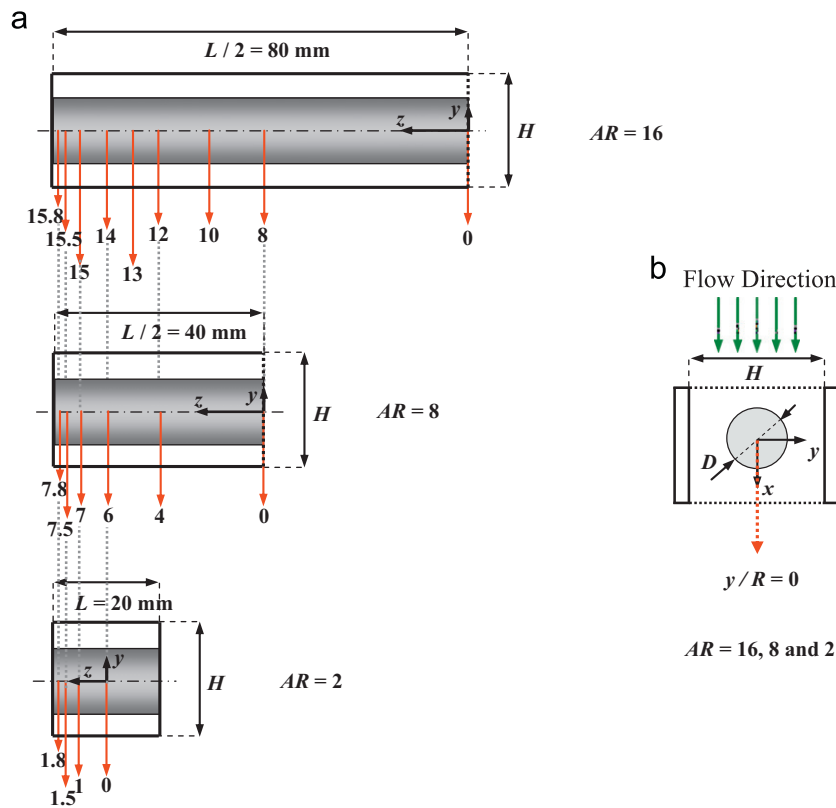 a
L / 2 = 80 mm
y
z
H
AR = 16
15.8
15.5
15
14
13
12
10
8
0
L / 2 = 40 mm
y
z
H
AR = 8
7.8
7.5
7
6
4
0
L = 20 mm
y
z
H
AR = 2
1.8
1.5
1
0
b
Flow Direction
H
D
y
x
y / R = 0
AR = 16, 8 and 2